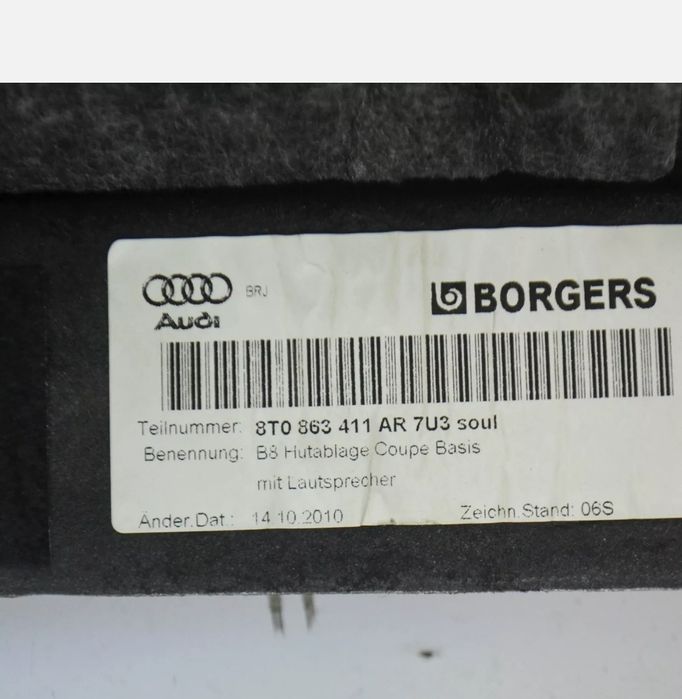 BRJ
BORGERS
Audi
Teilnummer: 8T0 863 411 AR 7U3 soul
Benennung: B8 Hutablage Coupe Basis
mit Lautsprecher
Änder.Dat.: 14.10.2010 Zeichn.Stand: 06S